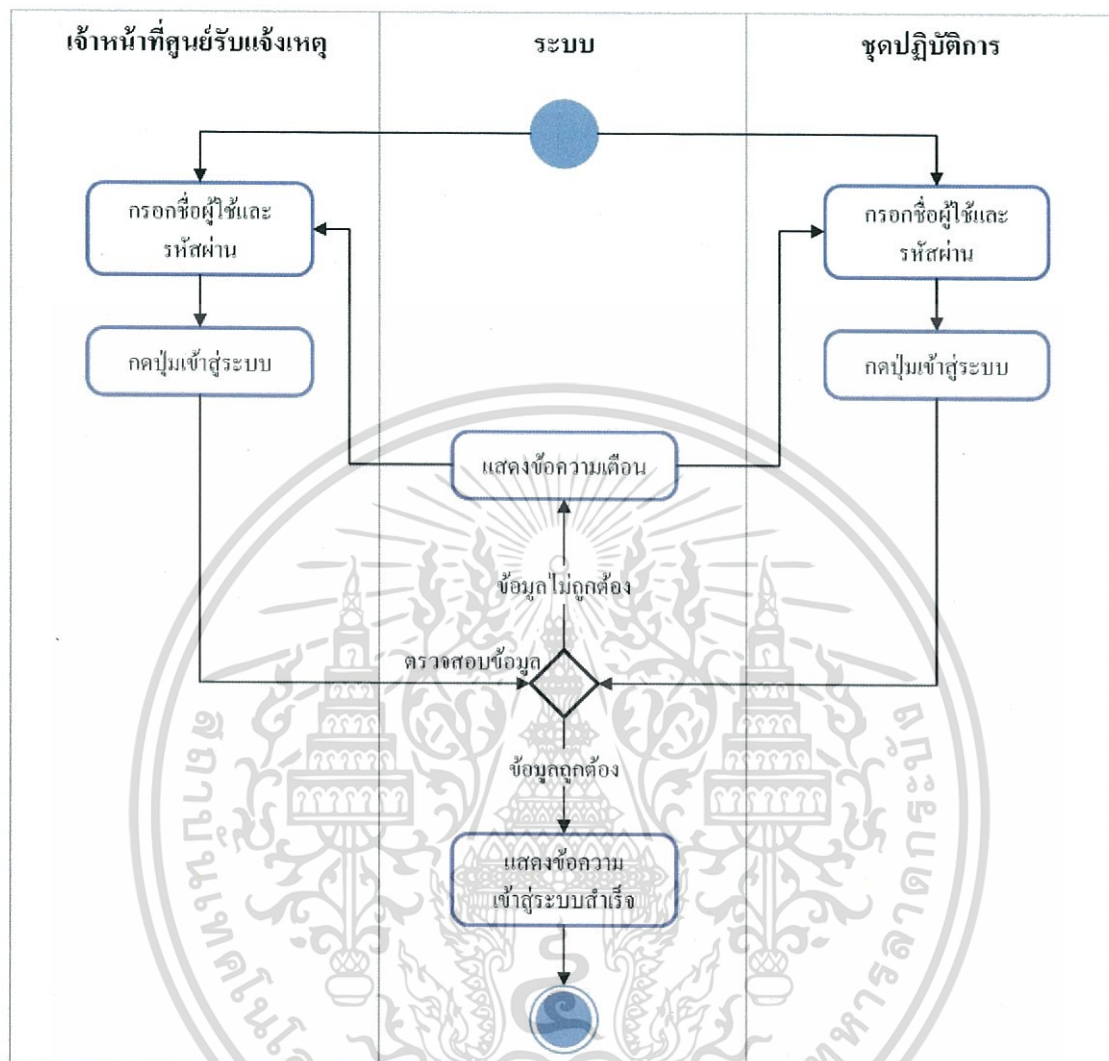 เจ้าหน้าที่ศูนย์รับแจ้งเหตุ
ระบบ
ชุดปฏิบัติการ
กรอกชื่อผู้ใช้และ
รหัสผ่าน
กรอกชื่อผู้ใช้และ
รหัสผ่าน
กดปุ่มเข้าสู่ระบบ
กดปุ่มเข้าสู่ระบบ
แสดงข้อความเตือน
ข้อมูลไม่ถูกต้อง
ตรวจสอบข้อมูล
ข้อมูลถูกต้อง
แสดงข้อความ
เข้าสู่ระบบสำเร็จ